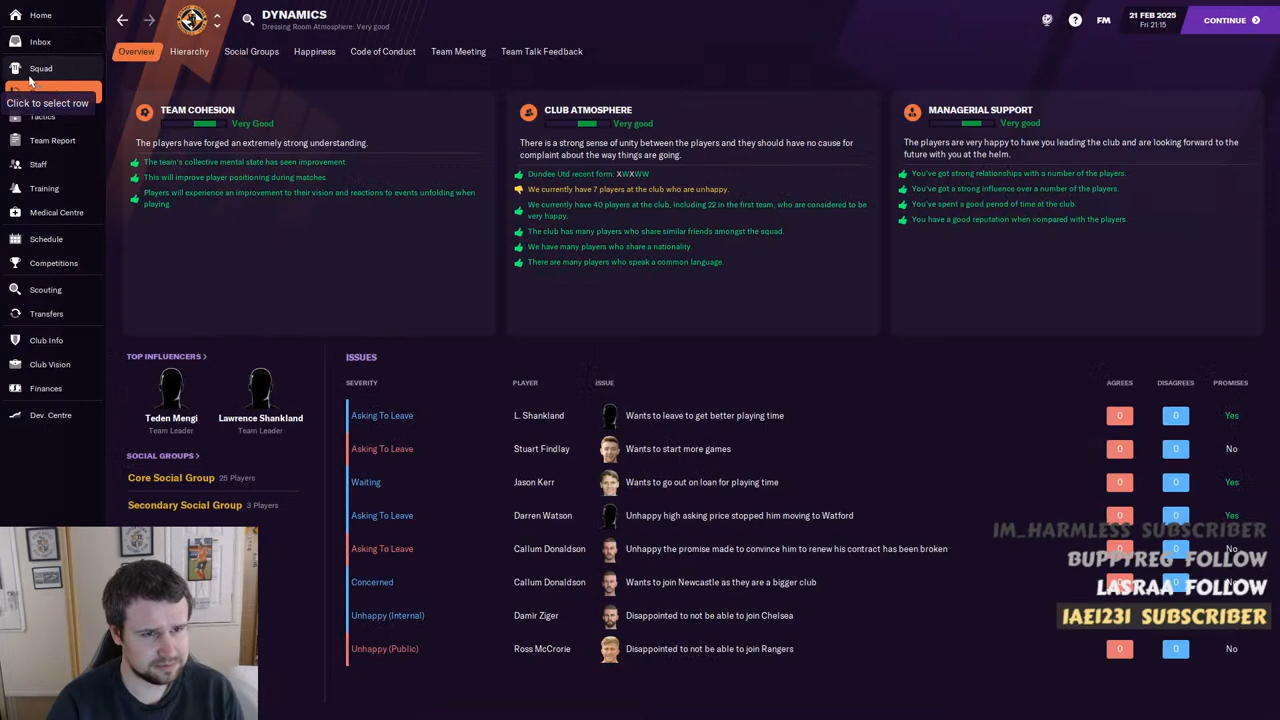 Home
DYNAMICS
Dressing Room Atmosphere: Very good
FM
21 FEB 2025
Fri 21:15
CONTINUE
Inbox
Squad
Click to select row
Tactics
Team Report
Staff
Training
Medical Centre
Schedule
Competitions
Scouting
Transfers
Club Info
Club Vision
Finances
Dev. Centre
Overview
Hierarchy
Social Groups
Happiness
Code of Conduct
Team Meeting
Team Talk Feedback
TEAM COHESION
Very Good
The players have forged an extremely strong understanding.
The team's collective mental state has seen improvement.
This will improve player positioning during matches.
Players will experience an improvement to their vision and reactions to events unfolding when
playing.
CLUB ATMOSPHERE
Very good
There is a strong sense of unity between the players and they should have no cause for
complaint about the way things are going.
Dundee Utd recent form: XWXWW
We currently have 7 players at the club who are unhappy.
We currently have 40 players at the club, including 22 in the first team, who are considered to be
very happy.
The club has many players who share similar friends amongst the squad.
We have many players who share a nationality.
There are many players who speak a common language.
MANAGERIAL SUPPORT
Very good
The players are very happy to have you leading the club and are looking forward to the
future with you at the helm.
You've got strong relationships with a number of the players.
You've got a strong influence over a number of the players.
You've spent a good period of time at the club.
You have a good reputation when compared with the players.
TOP INFLUENCERS >
Teden Mengi
Team Leader
Lawrence Shankland
Team Leader
SOCIAL GROUPS >
Core Social Group 25 Players
Secondary Social Group 3 Players
ISSUES
SEVERITY PLAYER ISSUE AGREES DISAGREES PROMISES
Asking To Leave L. Shankland Wants to leave to get better playing time 0 0 Yes
Asking To Leave Stuart Findlay Wants to start more games 0 0 No
Waiting Jason Kerr Wants to go out on loan for playing time 0 0 Yes
Asking To Leave Darren Watson Unhappy high asking price stopped him moving to Watford 0 0 Yes
Asking To Leave Callum Donaldson Unhappy the promise made to convince him to renew his contract has been broken 0 0 No
Concerned Callum Donaldson Wants to join Newcastle as they are a bigger club
Unhappy (Internal) Damir Ziger Disappointed to not be able to join Chelsea
Unhappy (Public) Ross McCrorie Disappointed to not be able to join Rangers 0 0 No
IM_HARMLESS SUBSCRIBER
BUPPTREG FOLLOW
LASRAA FOLLOW
IAE1231 SUBSCRIBER